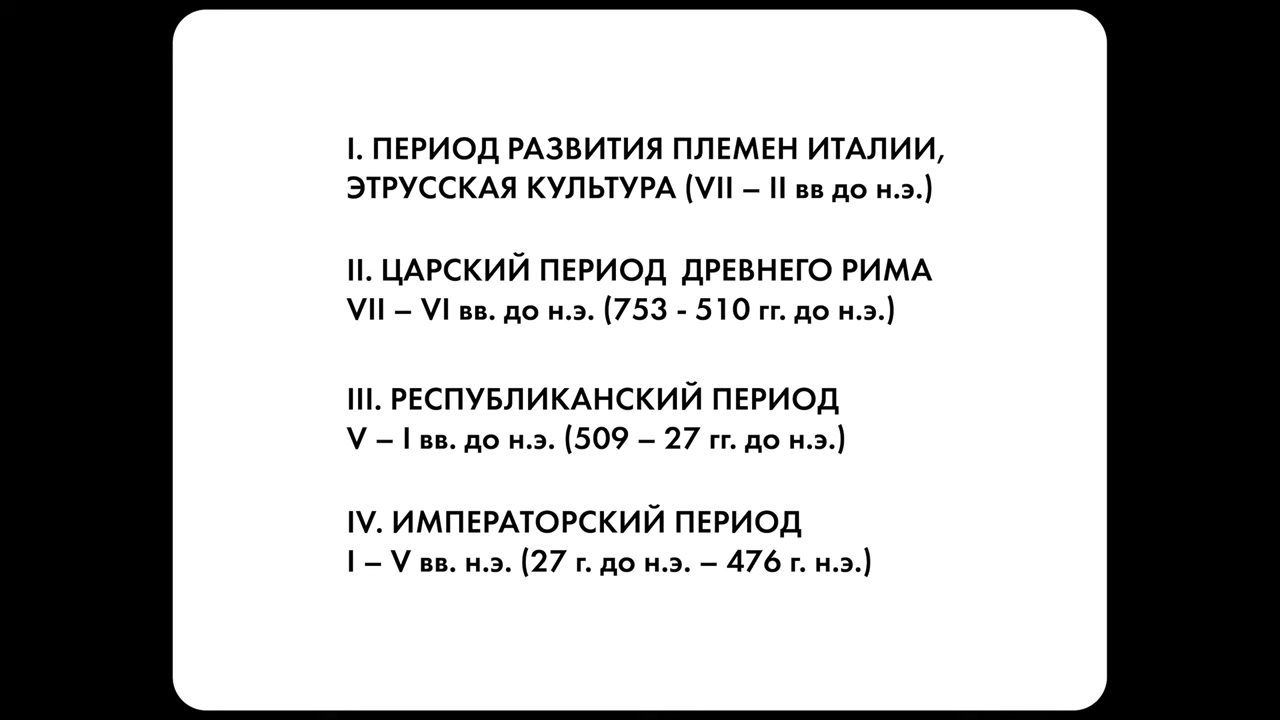 I. ПЕРИОД РАЗВИТИЯ ПЛЕМЕН ИТАЛИИ,
ЭТРУССКАЯ КУЛЬТУРА (VII – II вв до н.э.)
II. ЦАРСКИЙ ПЕРИОД ДРЕВНЕГО РИМА
VII – VI вв. до н.э. (753 - 510 гг. до н.э.)
III. РЕСПУБЛИКАНСКИЙ ПЕРИОД
V – I вв. до н.э. (509 – 27 гг. до н.э.)
IV. ИМПЕРАТОРСКИЙ ПЕРИОД
I – V вв. н.э. (27 г. до н.э. – 476 г. н.э.)